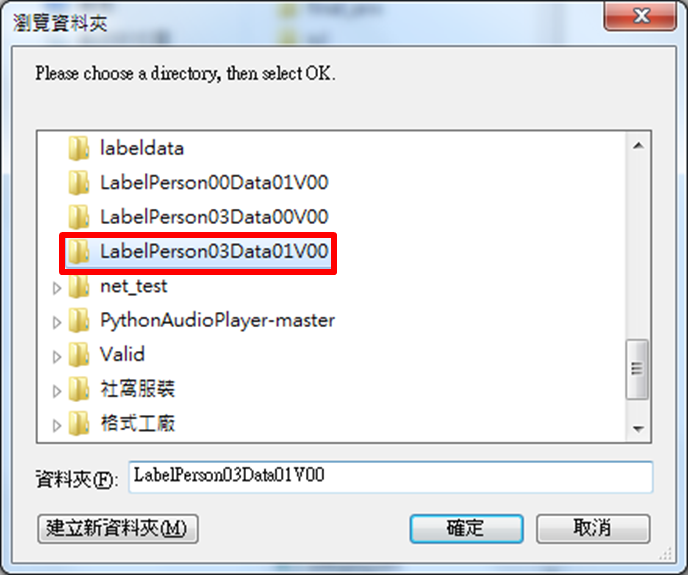 瀏覽資料夾
Please choose a directory, then select OK.
labeldata
LabelPerson00Data01V00
LabelPerson03Data00V00
LabelPerson03Data01V00
net_test
PythonAudioPlayer-master
Valid
社窩服裝
格式工廠
資料夾(F):
LabelPerson03Data01V00
建立新資料夾(M)
確定
取消